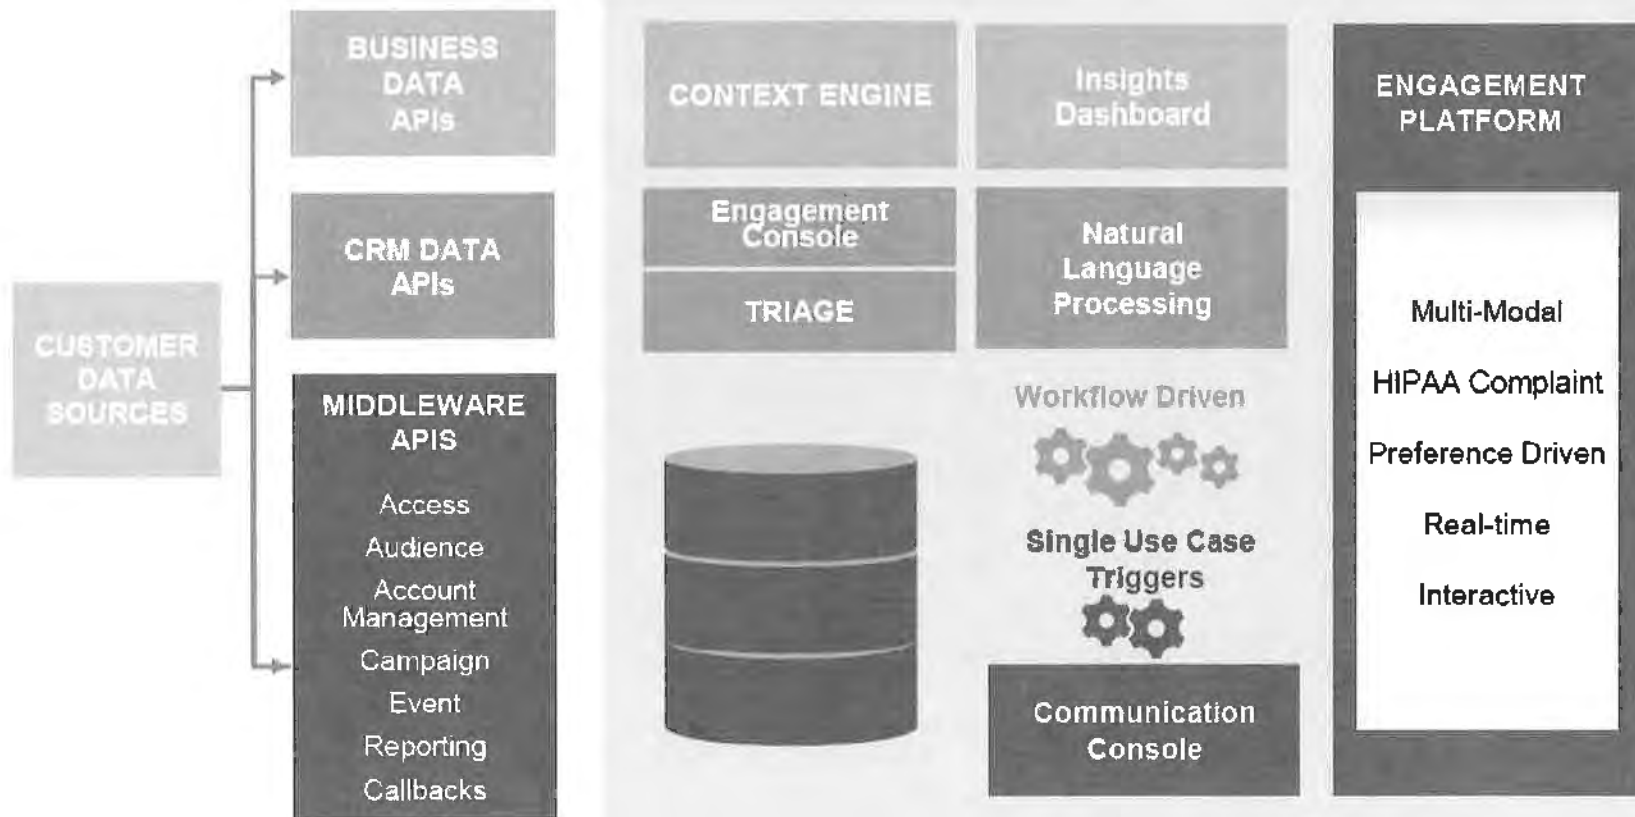 CUSTOMER
DATA
SOURCES
BUSINESS
DATA
APIs
CRM DATA
APIs
MIDDLEWARE
APIS
Access
Audience
Account
Management
Campaign
Event
Reporting
Callbacks
CONTEXT ENGINE
Insights
Dashboard
Engagement
Console
TRIAGE
Natural
Language
Processing
Workflow Driven
Single Use Case
Triggers
Communication
Console
ENGAGEMENT
PLATFORM
Multi-Modal
HIPAA Complaint
Preference Driven
Real-time
Interactive